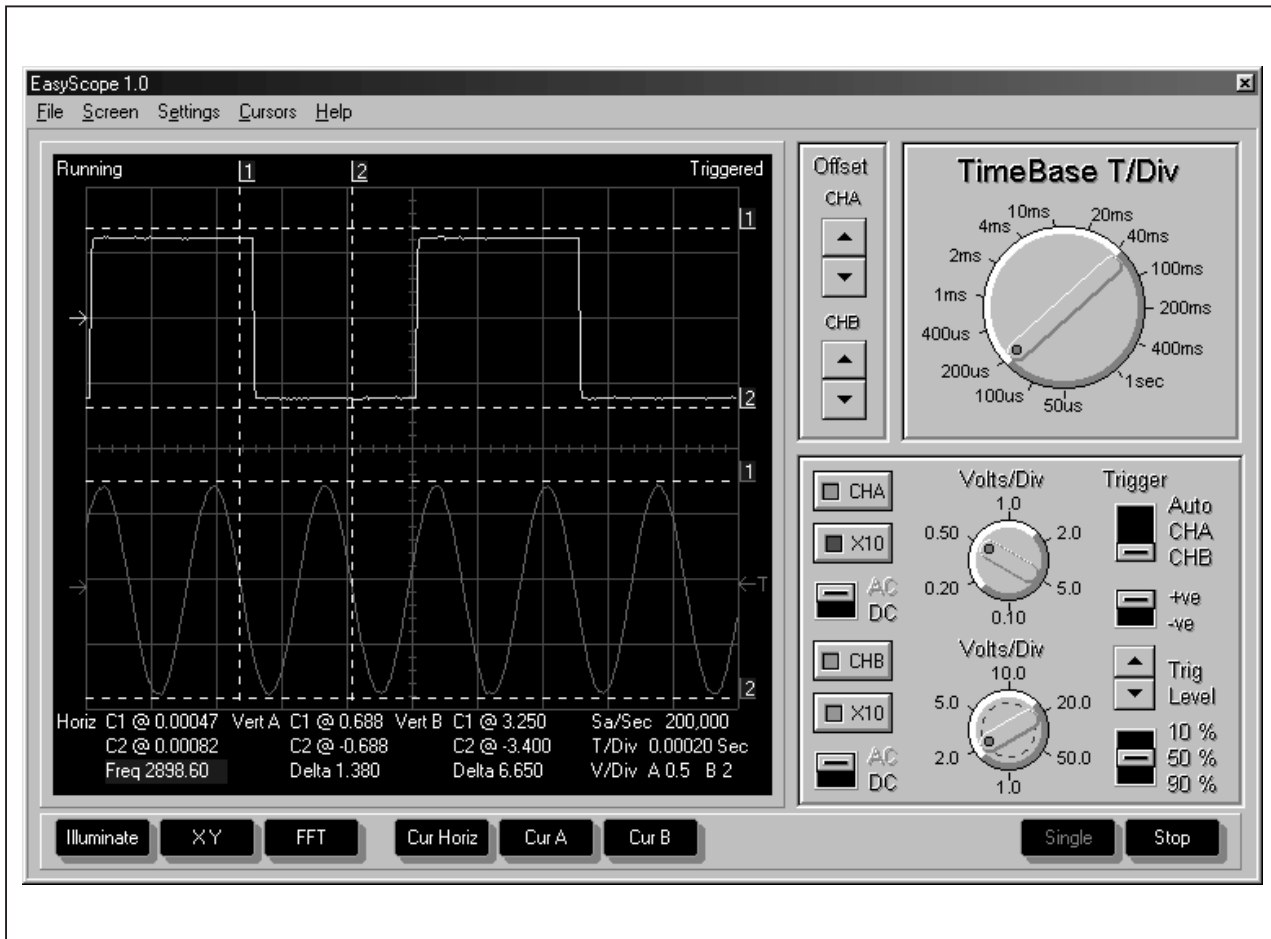 EasyScope 1.0
File Screen Settings Cursors Help
Running 1 2 Triggered
1
2
1
T
2
Horiz C1 @ 0.00047 Vert A C1 @ 0.688 Vert B C1 @ 3.250 Sa/Sec 200,000
C2 @ 0.00082 C2 @ -0.688 C2 @ -3.400 T/Div 0.00020 Sec
Freq 2898.60 Delta 1.380 Delta 6.650 V/Div A 0.5 B 2
Offset
CHA
CHB
TimeBase T/Div
10ms 20ms
4ms 40ms
2ms 100ms
1ms 200ms
400us 400ms
200us 1sec
100us 50us
CHA
X10
AC
DC
Volts/Div
1.0
0.50 2.0
0.20 5.0
0.10
Trigger
Auto
CHA
CHB
+ve
-ve
CHB
X10
AC
DC
Volts/Div
10.0
5.0 20.0
2.0 50.0
1.0
Trig
Level
10 %
50 %
90 %
Illuminate X Y FFT Cur Horiz Cur A Cur B Single Stop